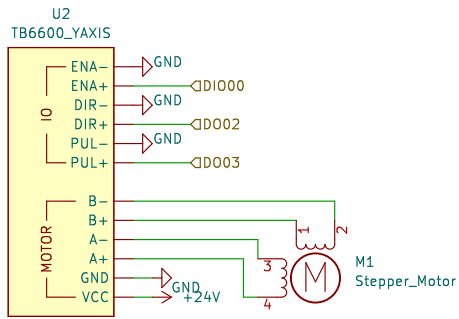 U2
TB6600_YAXIS
IO
ENA- GND
ENA+ DIO00
DIR- GND
DIR+ DO02
PUL- GND
PUL+ DO03
MOTOR
B-
B+ 1 2
A- 3
A+ 4
GND GND
VCC +24V
M1
Stepper_Motor
M